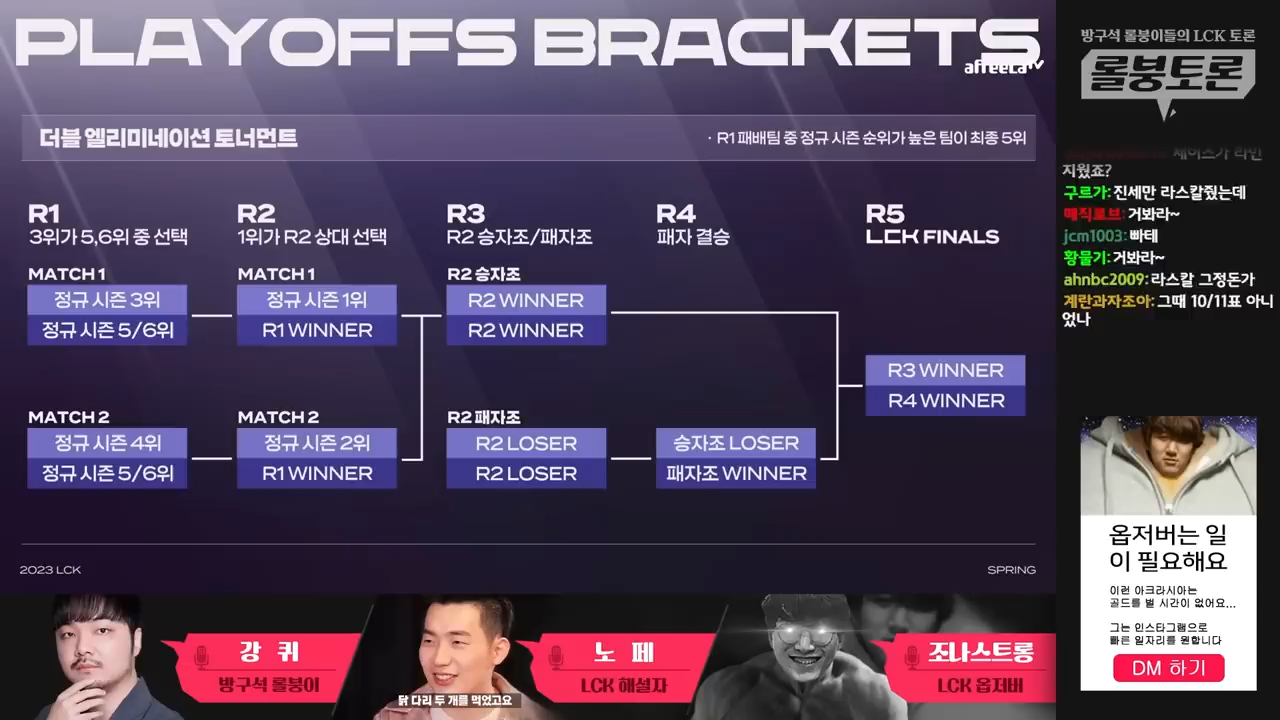 PLAYOFFS BRACKETS
afreecaTV
더블 엘리미네이션 토너먼트
· R1 패배팀 중 정규 시즌 순위가 높은 팀이 최종 5위
R1
3위가 5,6위 중 선택
MATCH 1
정규 시즌 3위
정규 시즌 5/6위
MATCH 2
정규 시즌 4위
정규 시즌 5/6위
R2
1위가 R2 상대 선택
MATCH 1
정규 시즌 1위
R1 WINNER
MATCH 2
정규 시즌 2위
R1 WINNER
R3
R2 승자조/패자조
R2 승자조
R2 WINNER
R2 WINNER
R2 패자조
R2 LOSER
R2 LOSER
R4
패자 결승
승자조 LOSER
패자조 WINNER
R5
LCK FINALS
R3 WINNER
R4 WINNER
2023 LCK
SPRING
강 퀴
방구석 롤붕이
노 페
LCK 해설자
닭 다리 두 개를 먹었고요
조나스트롱
LCK 옵저버
방구석 롤붕이들의 LCK 토론
롤붕토론
지웠죠?
구르갸: 진세만 라스칼줬는데
매직로브: 거봐라~
jcm1003: 빠테
황물기: 거봐라~
ahnbc2009: 라스칼 그정돈가
계란과자조아: 그때 10/11표 아니
었나
옵저버는 일
이 필요해요
이런 아크라시아는
골드를 벌 시간이 없어요...
그는 인스타그램으로
빠른 일자리를 원합니다
DM 하기